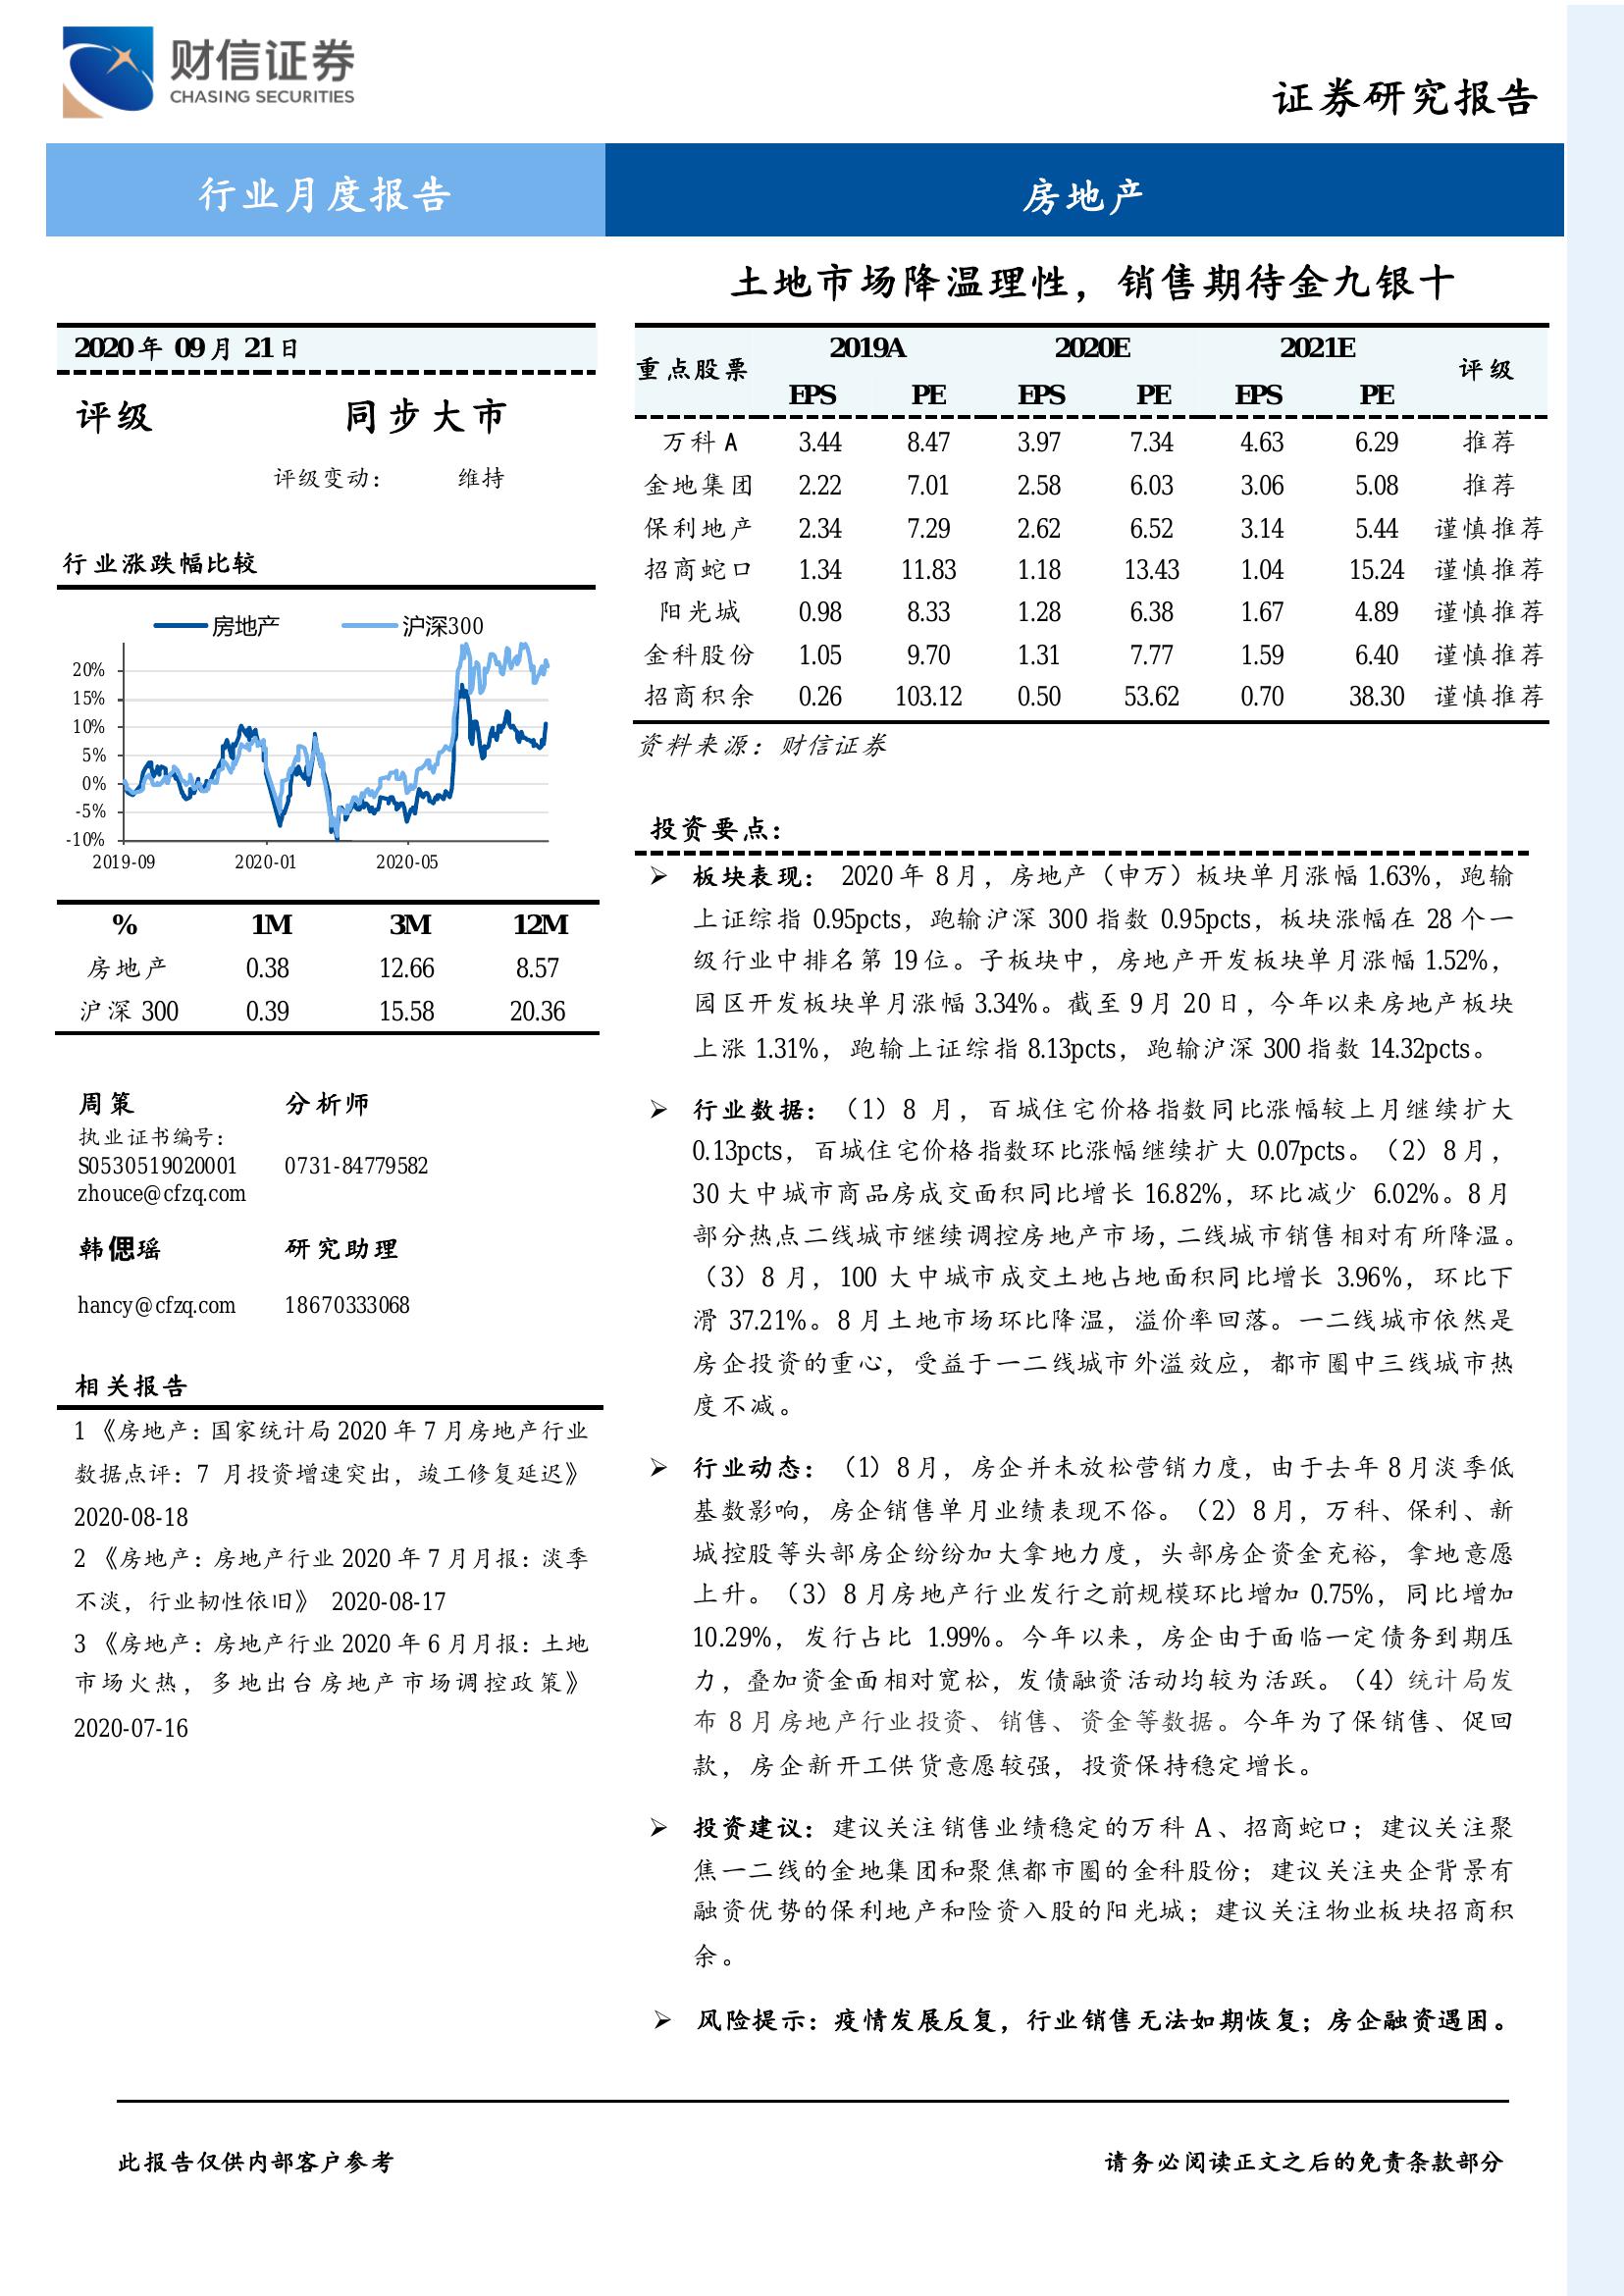 财信证券
CHASING SECURITIES
证券研究报告
行业月度报告
房地产
土地市场降温理性，销售期待金九银十
2020年 09月 21日
评级 同步大市
评级变动： 维持
行业涨跌幅比较
房地产 沪深300
20%
15%
10%
5%
0%
-5%
-10%
2019-09 2020-01 2020-05
% 1M 3M 12M
房地产 0.38 12.66 8.57
沪深 300 0.39 15.58 20.36
周策 分析师
执业证书编号：
S0530519020001 0731-84779582
zhouce@cfzq.com
韩偲瑶 研究助理
hancy@cfzq.com 18670333068
相关报告
1 《房地产：国家统计局 2020 年 7 月房地产行业
数据点评：7 月投资增速突出，竣工修复延迟》
2020-08-18
2 《房地产：房地产行业 2020 年 7 月月报：淡季
不淡，行业韧性依旧》 2020-08-17
3 《房地产：房地产行业 2020 年 6 月月报：土地
市场火热，多地出台房地产市场调控政策》
2020-07-16
重点股票 2019A 2020E 2021E 评级
EPS PE EPS PE EPS PE
万科 A 3.44 8.47 3.97 7.34 4.63 6.29 推荐
金地集团 2.22 7.01 2.58 6.03 3.06 5.08 推荐
保利地产 2.34 7.29 2.62 6.52 3.14 5.44 谨慎推荐
招商蛇口 1.34 11.83 1.18 13.43 1.04 15.24 谨慎推荐
阳光城 0.98 8.33 1.28 6.38 1.67 4.89 谨慎推荐
金科股份 1.05 9.70 1.31 7.77 1.59 6.40 谨慎推荐
招商积余 0.26 103.12 0.50 53.62 0.70 38.30 谨慎推荐
资料来源：财信证券
投资要点：
➢ 板块表现： 2020 年 8 月，房地产（申万）板块单月涨幅 1.63%，跑输
上证综指 0.95pcts，跑输沪深 300 指数 0.95pcts，板块涨幅在 28 个一
级行业中排名第 19 位。子板块中，房地产开发板块单月涨幅 1.52%，
园区开发板块单月涨幅 3.34%。截至 9 月 20 日，今年以来房地产板块
上涨 1.31%，跑输上证综指 8.13pcts，跑输沪深 300 指数 14.32pcts。
➢ 行业数据：（1）8 月，百城住宅价格指数同比涨幅较上月继续扩大
0.13pcts，百城住宅价格指数环比涨幅继续扩大 0.07pcts。（2）8 月，
30 大中城市商品房成交面积同比增长 16.82%，环比减少 6.02%。8 月
部分热点二线城市继续调控房地产市场，二线城市销售相对有所降温。
（3）8 月，100 大中城市成交土地占地面积同比增长 3.96%，环比下
滑 37.21%。8 月土地市场环比降温，溢价率回落。一二线城市依然是
房企投资的重心，受益于一二线城市外溢效应，都市圈中三线城市热
度不减。
➢ 行业动态：（1）8 月，房企并未放松营销力度，由于去年 8 月淡季低
基数影响，房企销售单月业绩表现不俗。（2）8 月，万科、保利、新
城控股等头部房企纷纷加大拿地力度，头部房企资金充裕，拿地意愿
上升。（3）8 月房地产行业发行之前规模环比增加 0.75%，同比增加
10.29%，发行占比 1.99%。今年以来，房企由于面临一定债务到期压
力，叠加资金面相对宽松，发债融资活动均较为活跃。（4）统计局发
布 8 月房地产行业投资、销售、资金等数据。今年为了保销售、促回
款，房企新开工供货意愿较强，投资保持稳定增长。
➢ 投资建议：建议关注销售业绩稳定的万科 A、招商蛇口；建议关注聚
焦一二线的金地集团和聚焦都市圈的金科股份；建议关注央企背景有
融资优势的保利地产和险资入股的阳光城；建议关注物业板块招商积
余。
➢ 风险提示：疫情发展反复，行业销售无法如期恢复；房企融资遇困。
此报告仅供内部客户参考
请务必阅读正文之后的免责条款部分